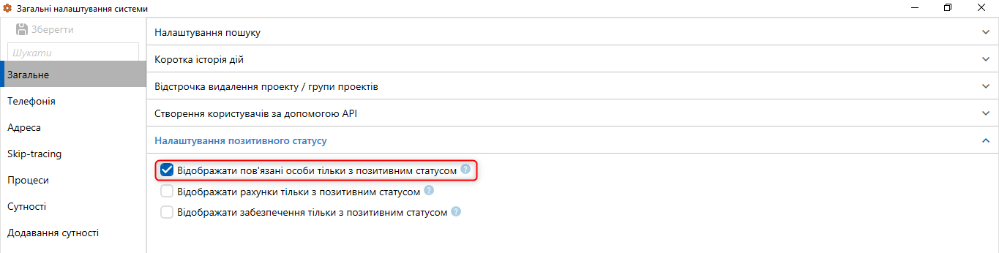 Загальні налаштування системи
Зберегти
Шукати
Загальне
Телефонія
Адреса
Skip-tracing
Процеси
Сутності
Додавання сутності
Налаштування пошуку
Коротка історія дій
Відстрочка видалення проекту / групи проектів
Створення користувачів за допомогою API
Налаштування позитивного статусу
Відображати пов'язані особи тільки з позитивним статусом ?
Відображати рахунки тільки з позитивним статусом ?
Відображати забезпечення тільки з позитивним статусом ?